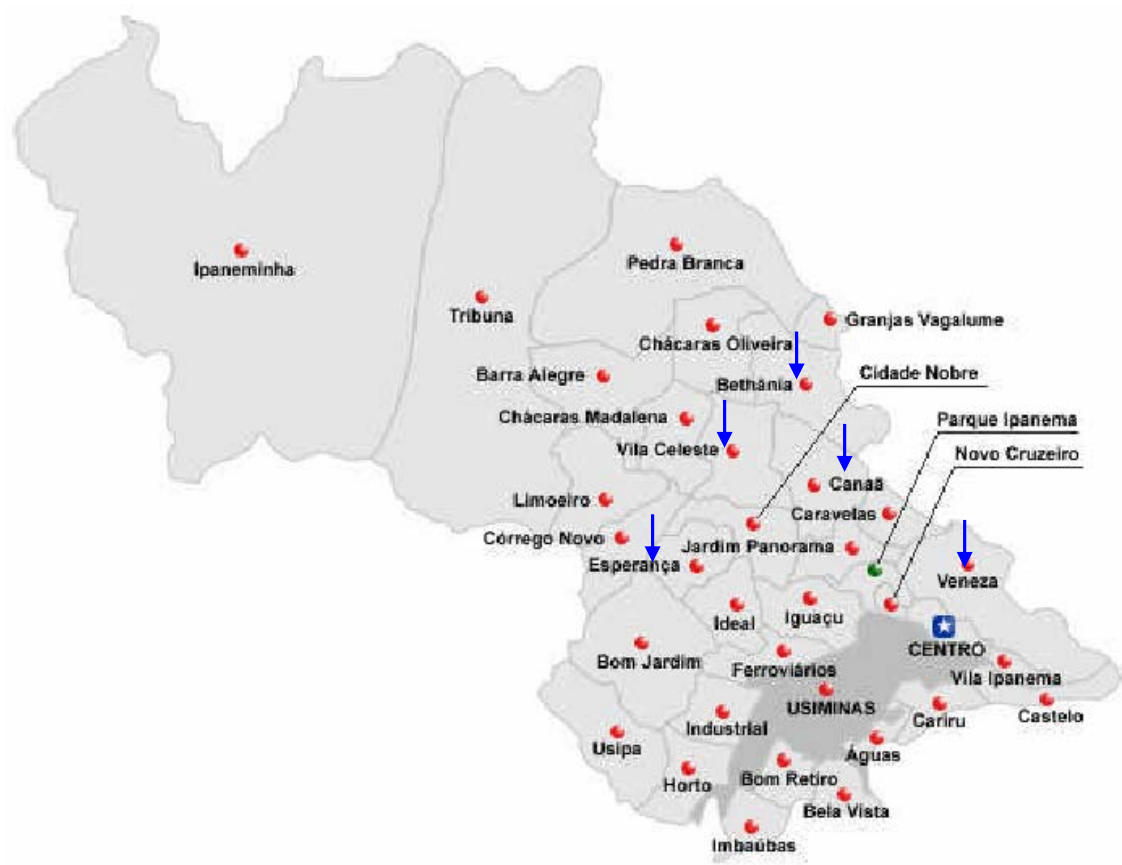 Pedra Branca
Ipaneminha
Tribuna
Granjas Vagalume
Chácaras Oliveira
Cidade Nobre
Barra Alegre
Bethânia
Parque Ipanema
Chácaras Madalena
Vila Celeste
Novo Cruzeiro
Canaã
Limoeiro
Caravelas
Córrego Novo
Jardim Panorama
Esperança
Veneza
Iguaçu
Ideal
CENTRO
Bom Jardim
Ferroviários
Vila Ipanema
USIMINAS
Cariru
Castelo
Industrial
Usipa
Águas
Horto
Bom Retiro
Bela Vista
Imbaúbas